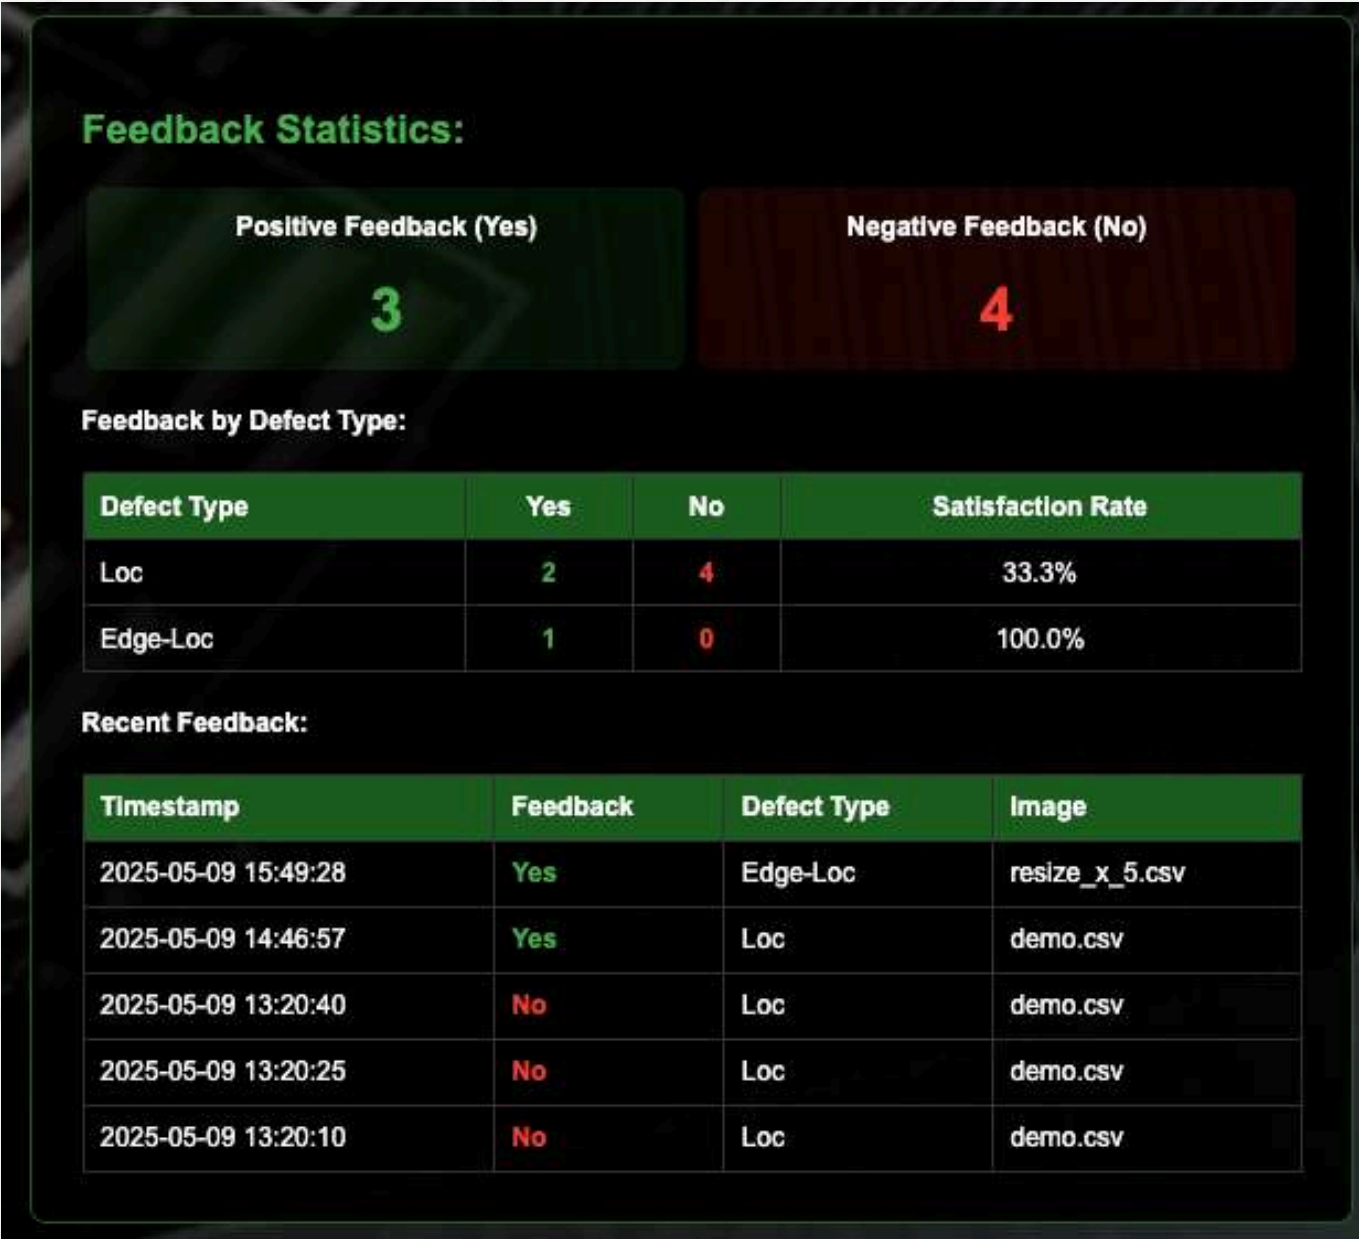 Feedback Statistics:
Positive Feedback (Yes) Negative Feedback (No)
3 4
Feedback by Defect Type:
Defect Type Yes No Satisfaction Rate
Loc 2 4 33.3%
Edge-Loc 1 0 100.0%
Recent Feedback:
Timestamp Feedback Defect Type Image
2025-05-09 15:49:28 Yes Edge-Loc resize_x_5.csv
2025-05-09 14:46:57 Yes Loc demo.csv
2025-05-09 13:20:40 No Loc demo.csv
2025-05-09 13:20:25 No Loc demo.csv
2025-05-09 13:20:10 No Loc demo.csv